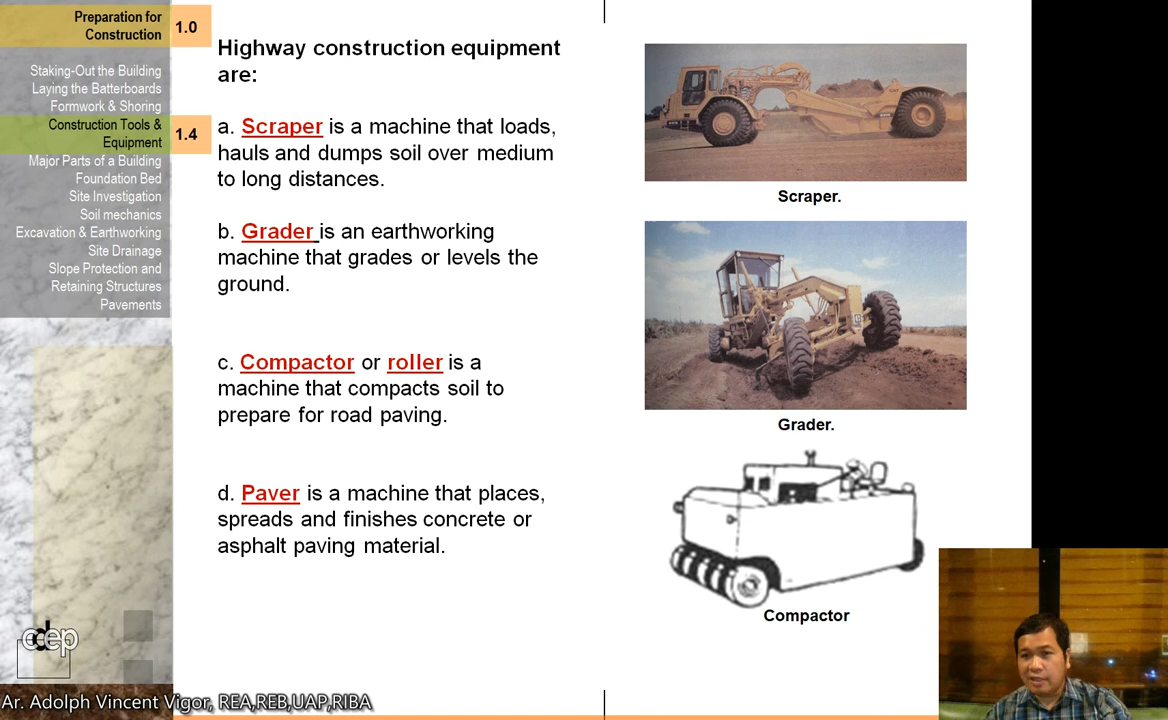 Preparation for
Construction
1.0
Staking-Out the Building
Laying the Batterboards
Formwork & Shoring
Construction Tools &
Equipment
1.4
Major Parts of a Building
Foundation Bed
Site Investigation
Soil mechanics
Excavation & Earthworking
Site Drainage
Slope Protection and
Retaining Structures
Pavements
Highway construction equipment
are:
a. Scraper is a machine that loads,
hauls and dumps soil over medium
to long distances.
b. Grader is an earthworking
machine that grades or levels the
ground.
c. Compactor or roller is a
machine that compacts soil to
prepare for road paving.
d. Paver is a machine that places,
spreads and finishes concrete or
asphalt paving material.
Scraper.
Grader.
Compactor
cdep
Ar. Adolph Vincent Vigor, REA,REB,UAP,RIBA